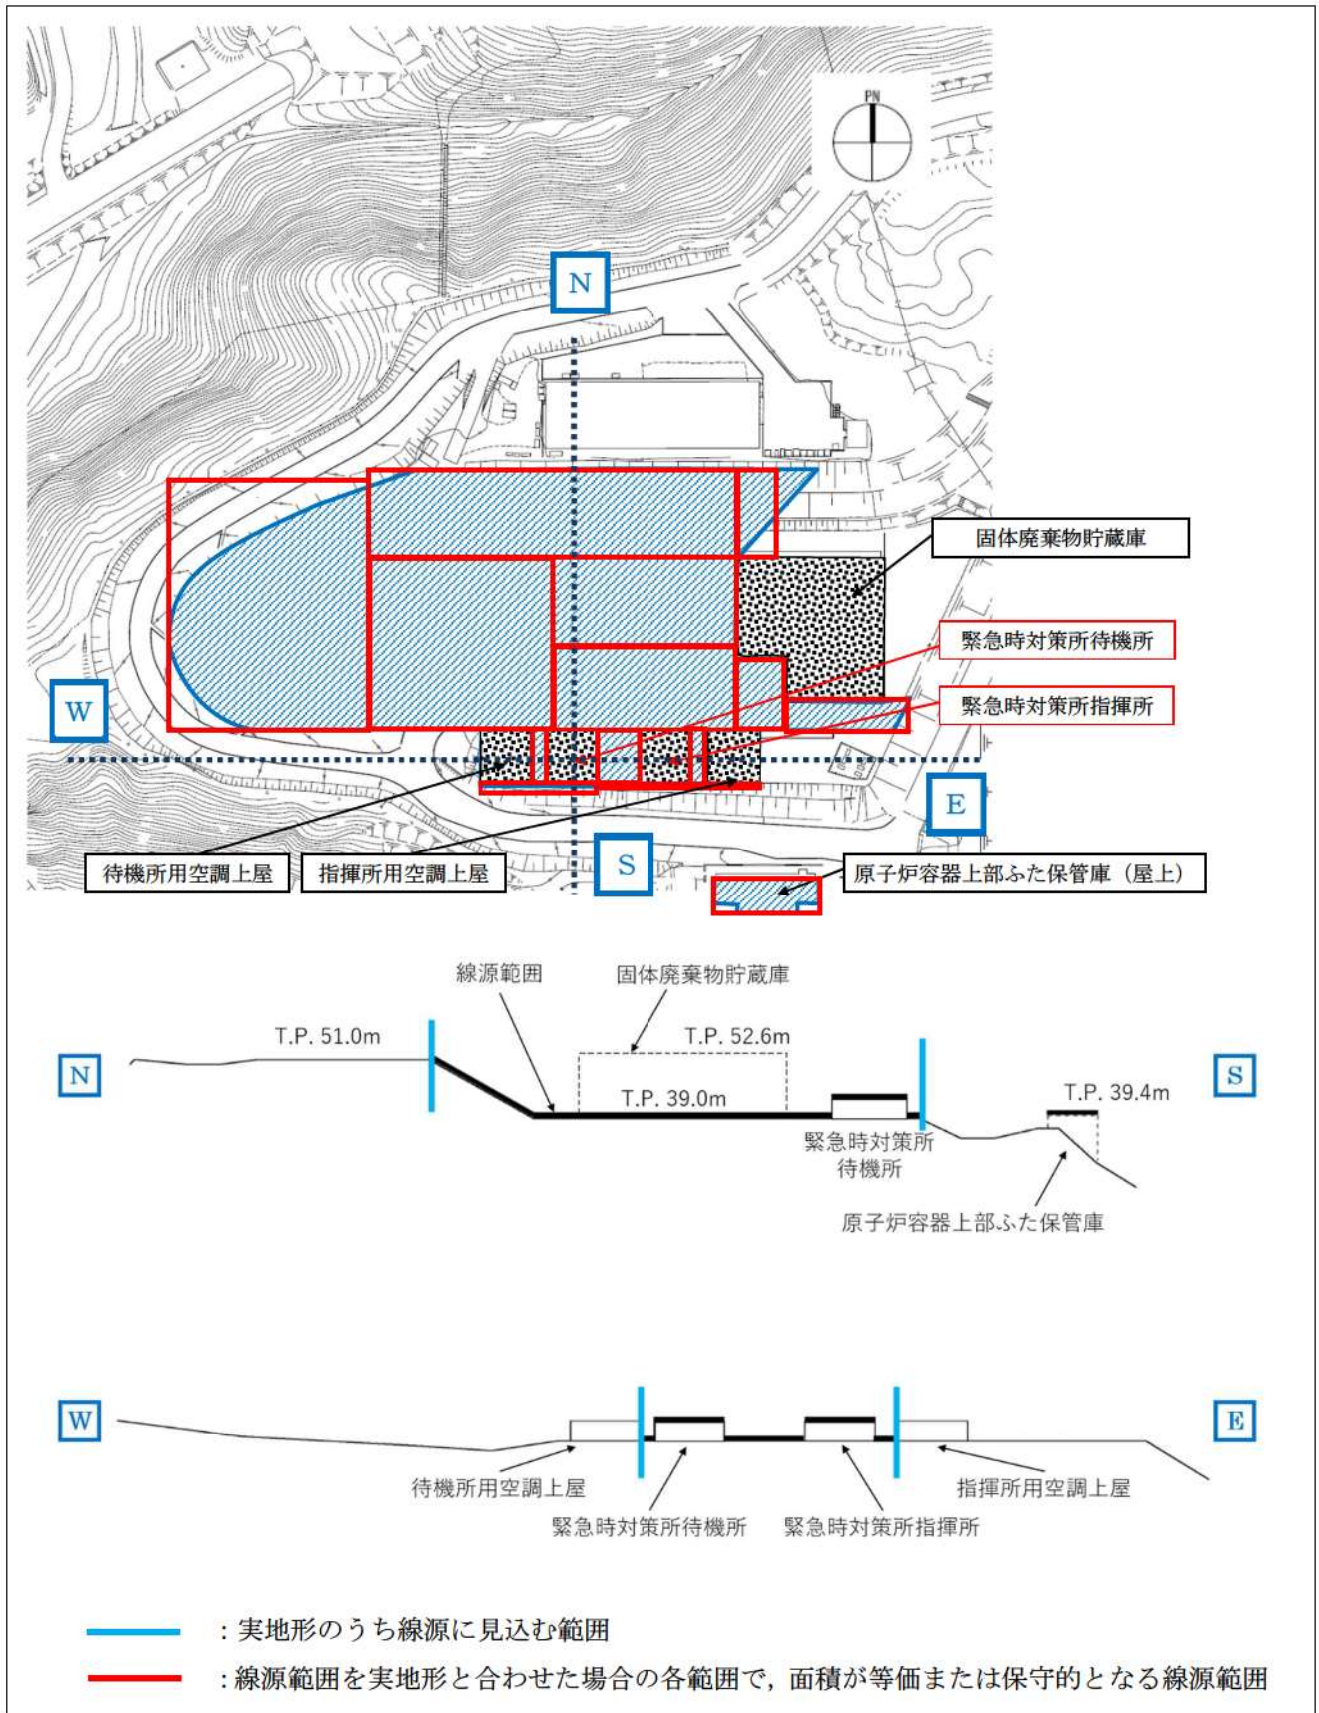 PN
N
固体廃棄物貯蔵庫
緊急時対策所待機所
W
緊急時対策所指揮所
E
S
待機所用空調上屋
指揮所用空調上屋
原子炉容器上部ふた保管庫（屋上）
線源範囲
固体廃棄物貯蔵庫
T.P. 51.0m
T.P. 52.6m
N
S
T.P. 39.0m
T.P. 39.4m
緊急時対策所
待機所
原子炉容器上部ふた保管庫
W
E
待機所用空調上屋
指揮所用空調上屋
緊急時対策所待機所
緊急時対策所指揮所
：実地形のうち線源に見込む範囲
：線源範囲を実地形と合わせた場合の各範囲で，面積が等価または保守的となる線源範囲